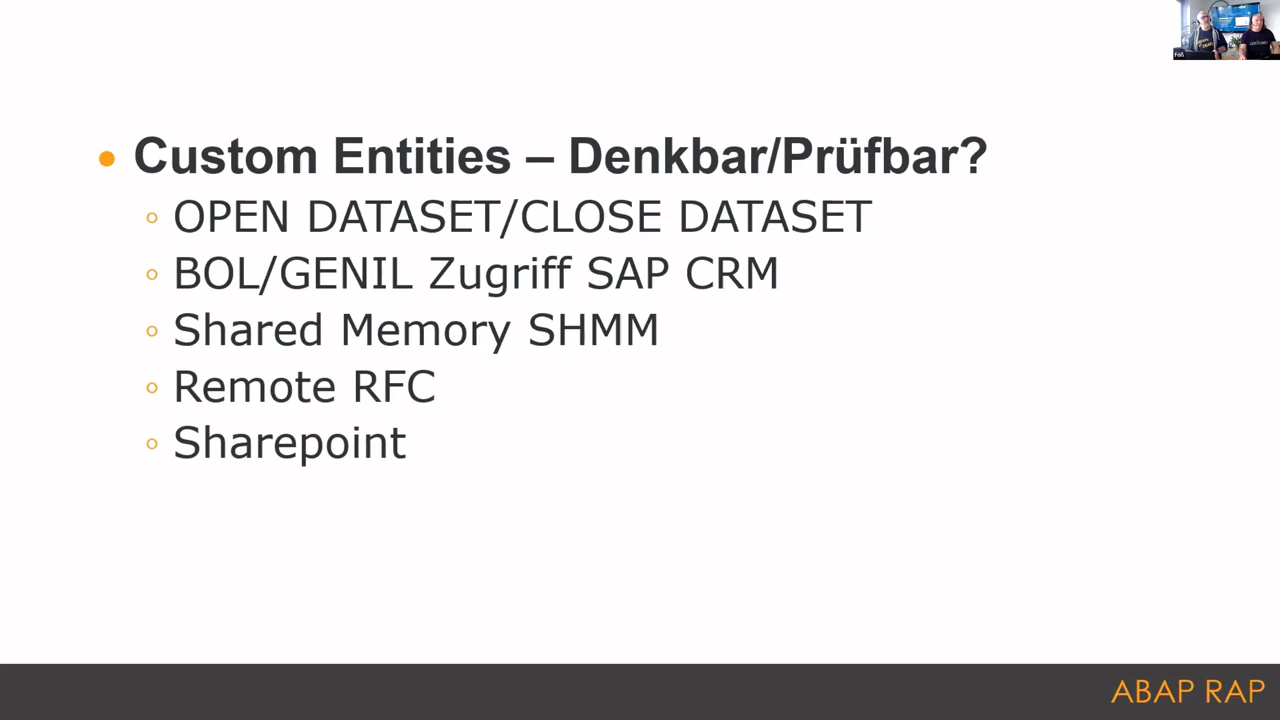 Custom Entities – Denkbar/Prüfbar?
OPEN DATASET/CLOSE DATASET
BOL/GENIL Zugriff SAP CRM
Shared Memory SHMM
Remote RFC
Sharepoint
ABAP RAP